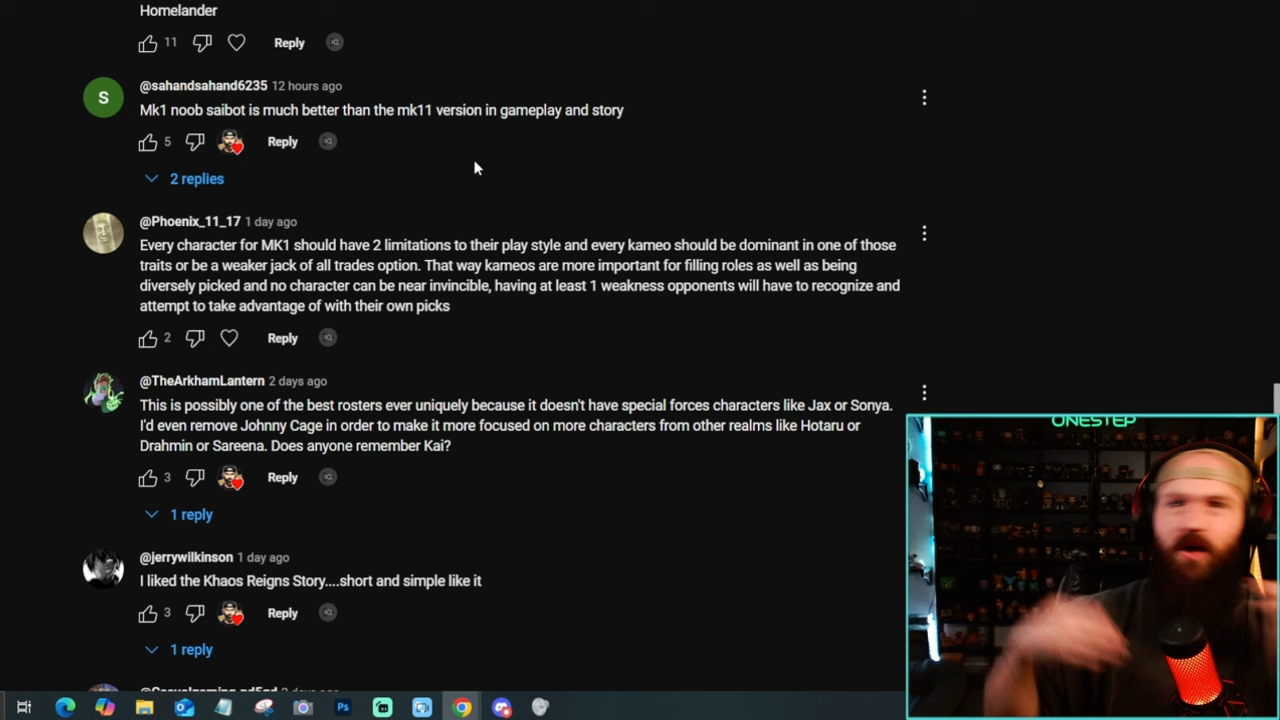 Homelander
11
Reply
@sahandsahand6235 12 hours ago
Mk1 noob saibot is much better than the mk11 version in gameplay and story
5
Reply
2 replies
@Phoenix_11_17 1 day ago
Every character for MK1 should have 2 limitations to their play style and every kameo should be dominant in one of those
traits or be a weaker jack of all trades option. That way kameos are more important for filling roles as well as being
diversely picked and no character can be near invincible, having at least 1 weakness opponents will have to recognize and
attempt to take advantage of with their own picks
2
Reply
@TheArkhamLantern 2 days ago
This is possibly one of the best rosters ever uniquely because it doesn't have special forces characters like Jax or Sonya.
I'd even remove Johnny Cage in order to make it more focused on more characters from other realms like Hotaru or
Drahmin or Sareena. Does anyone remember Kai?
3
Reply
1 reply
ONESTEP
@jerrywilkinson 1 day ago
I liked the Khaos Reigns Story....short and simple like it
3
Reply
1 reply
S
Ps